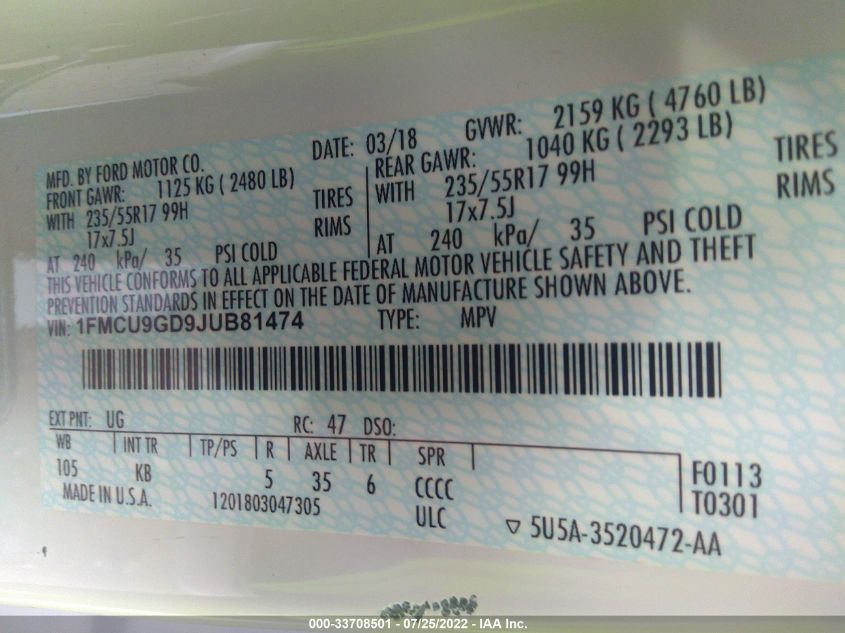 MFD. BY FORD MOTOR CO. DATE: 03/18 GVWR: 2159 KG ( 4760 LB)
FRONT GAWR: 1125 KG ( 2480 LB) REAR GAWR: 1040 KG ( 2293 LB)
WITH 235/55R17 99H TIRES WITH 235/55R17 99H TIRES
17x7.5J RIMS 17x7.5J RIMS
AT 240 kPa/ 35 PSI COLD AT 240 kPa/ 35 PSI COLD
THIS VEHICLE CONFORMS TO ALL APPLICABLE FEDERAL MOTOR VEHICLE SAFETY AND THEFT
PREVENTION STANDARDS IN EFFECT ON THE DATE OF MANUFACTURE SHOWN ABOVE.
VIN: 1FMCU9GD9JUB81474 TYPE: MPV
EXT PNT: UG RC: 47 DSO:
WB INT TR TP/PS R AXLE TR SPR
105 KB 5 35 6 CCCC F0113
MADE IN U.S.A. 1201803047305 ULC T0301
▽ 5U5A-3520472-AA
000-33708501 - 07/25/2022 - IAA Inc.